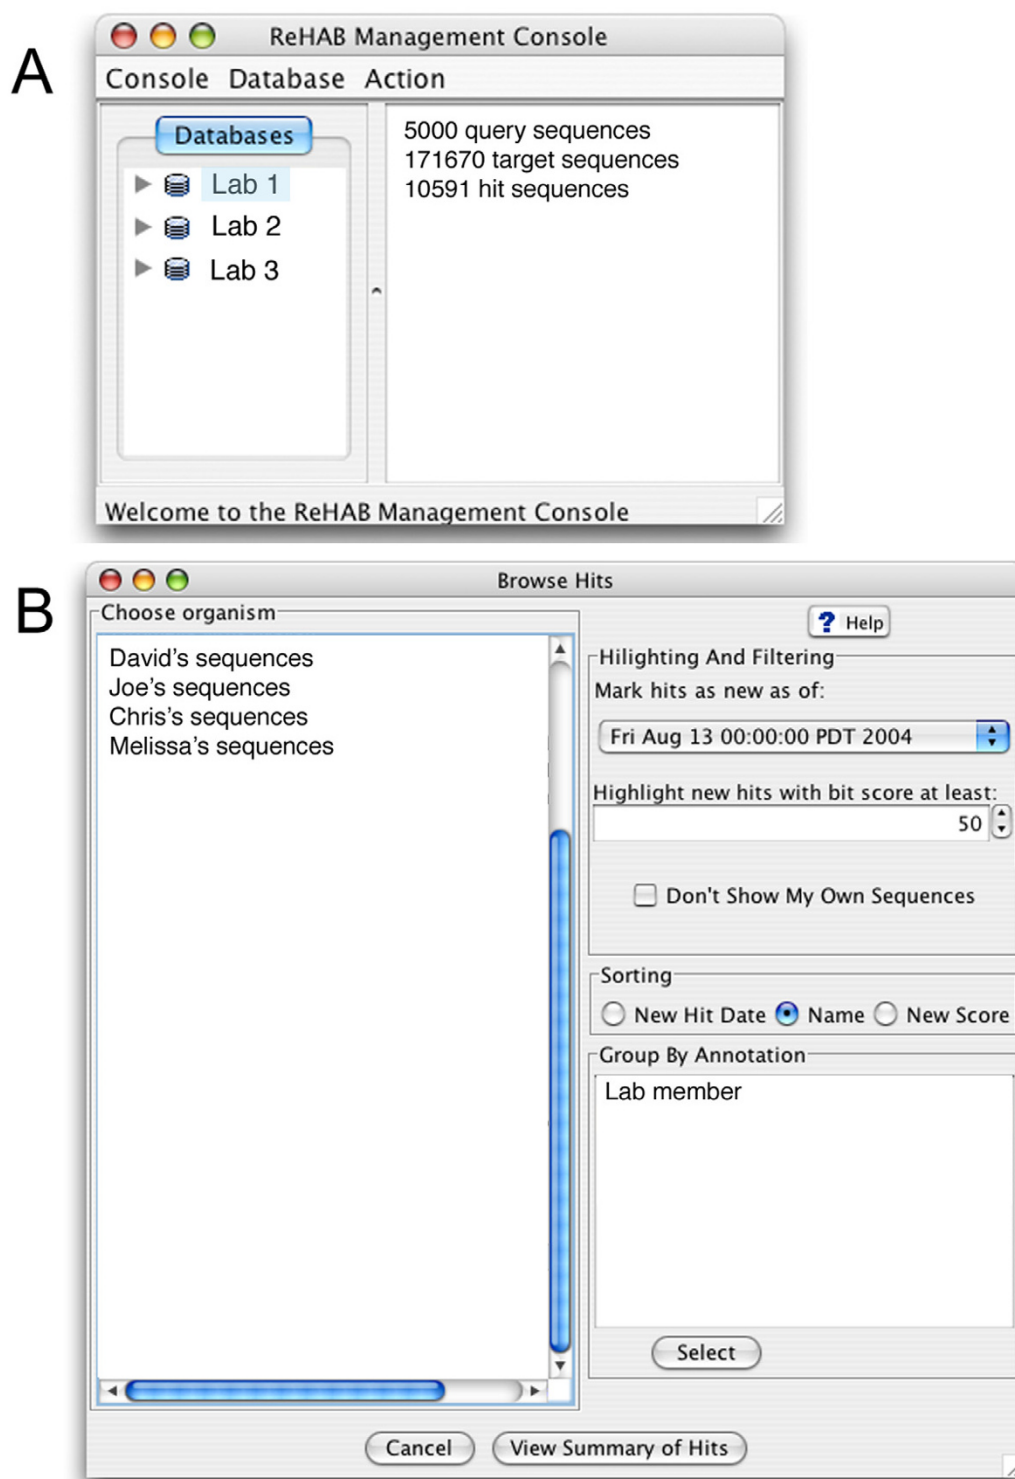 A
ReHAB Management Console
Console Database Action
Databases
Lab 1
Lab 2
Lab 3
5000 query sequences
171670 target sequences
10591 hit sequences
Welcome to the ReHAB Management Console
B
Browse Hits
Choose organism
David's sequences
Joe's sequences
Chris's sequences
Melissa's sequences
? Help
Hilighting And Filtering
Mark hits as new as of:
Fri Aug 13 00:00:00 PDT 2004
Highlight new hits with bit score at least:
50
Don't Show My Own Sequences
Sorting
New Hit Date Name New Score
Group By Annotation
Lab member
Select
Cancel View Summary of Hits